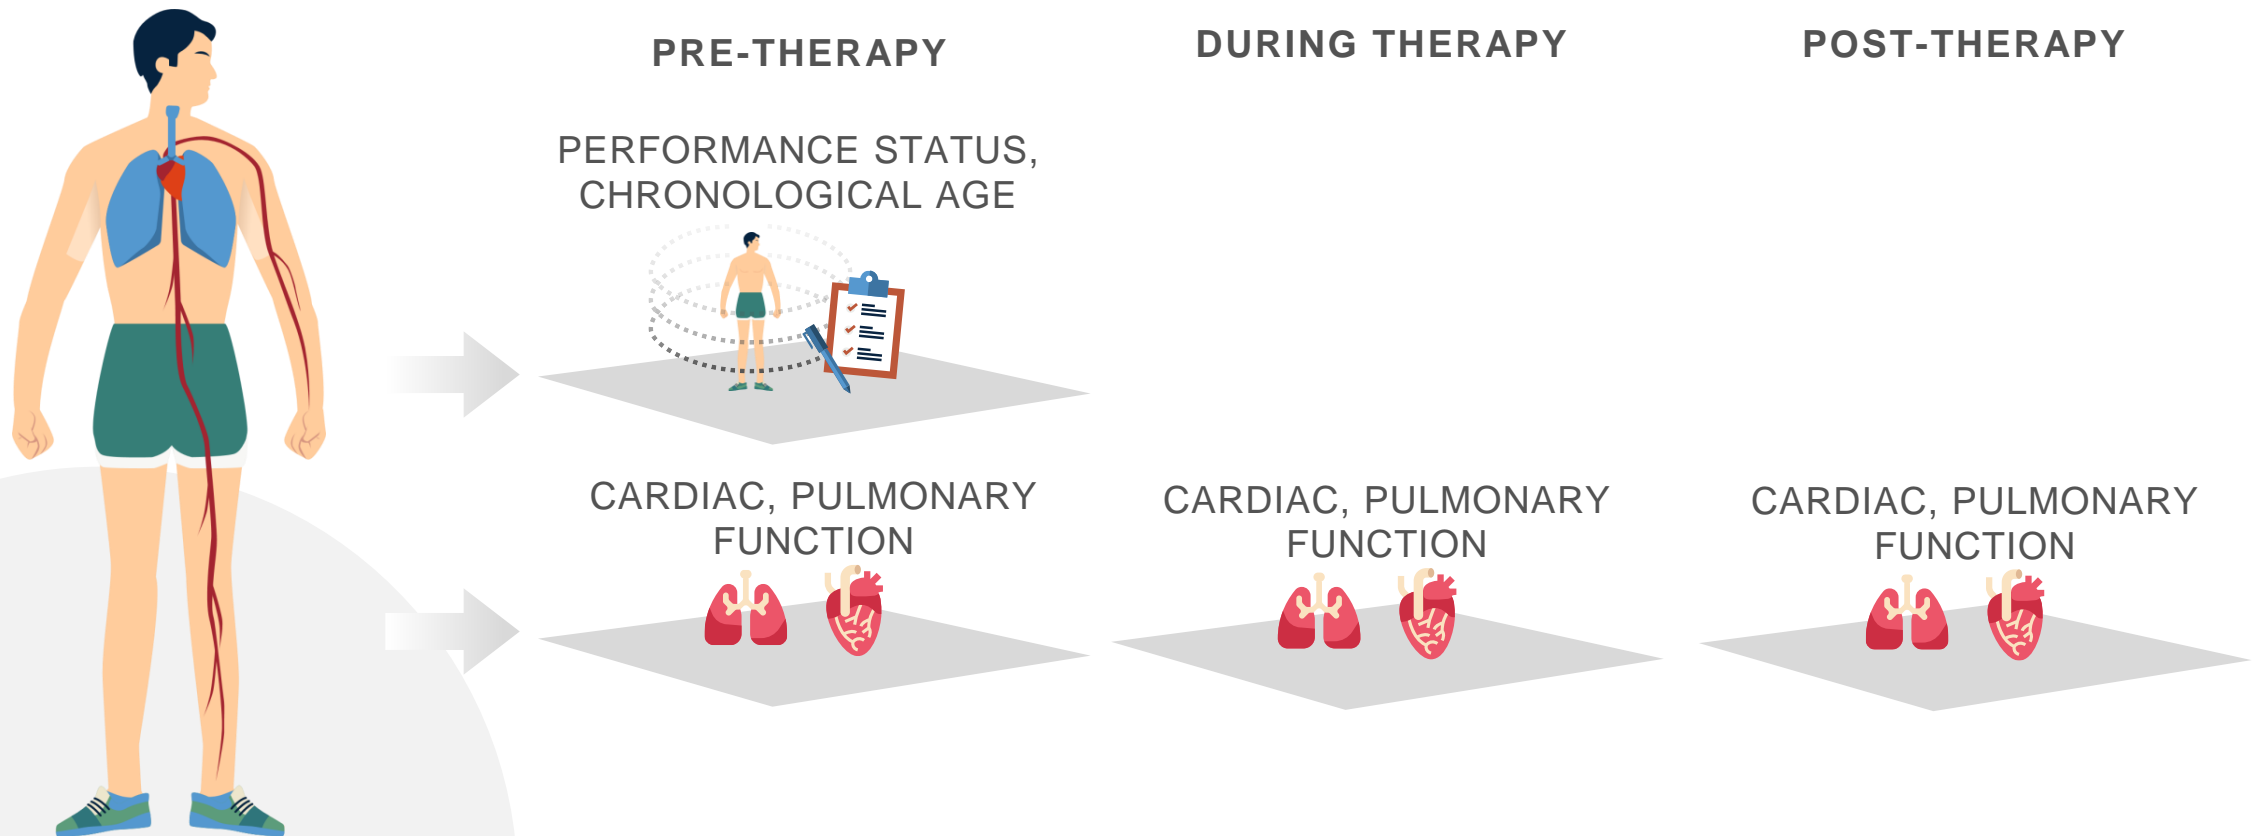 PRE-THERAPY
DURING THERAPY
POST-THERAPY
PERFORMANCE STATUS,
CHRONOLOGICAL AGE
CARDIAC, PULMONARY
FUNCTION
CARDIAC, PULMONARY
FUNCTION
CARDIAC, PULMONARY
FUNCTION